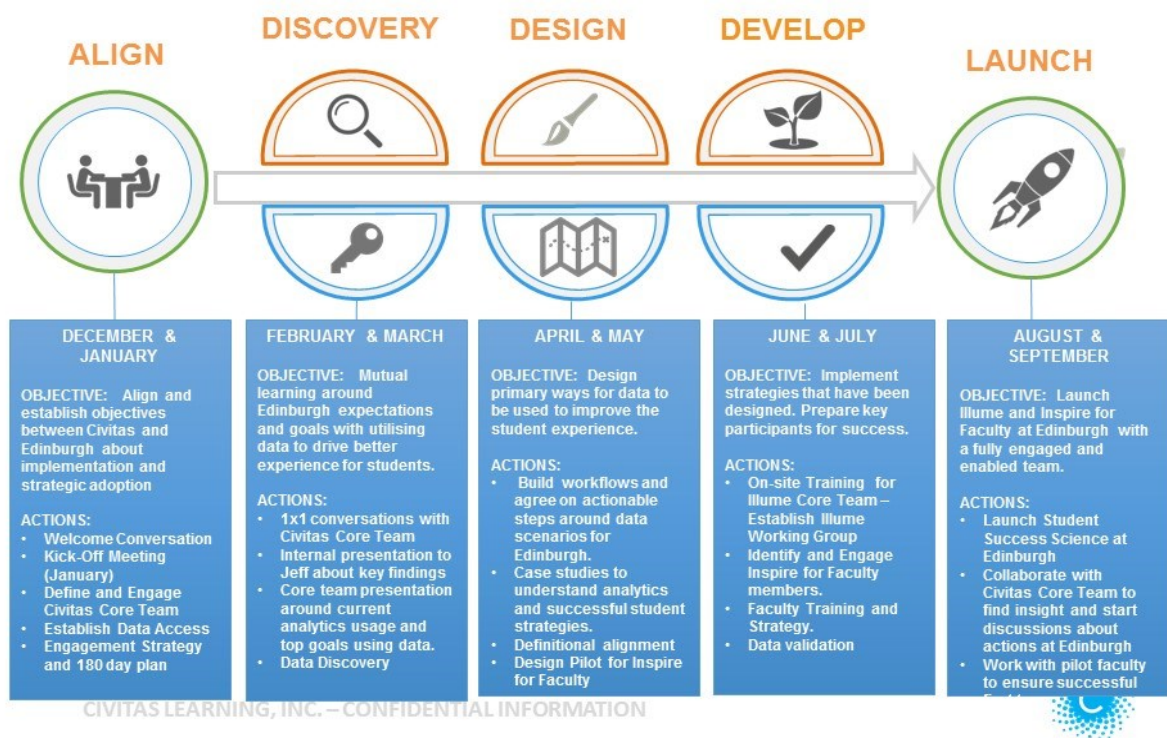 ALIGN
DISCOVERY
DESIGN
DEVELOP
LAUNCH
DECEMBER &
JANUARY
OBJECTIVE: Align and
establish objectives
between Civitas and
Edinburgh about
implementation and
strategic adoption
ACTIONS:
• Welcome Conversation
• Kick-Off Meeting
(January)
• Define and Engage
Civitas Core Team
• Establish Data Access
• Engagement Strategy
and 180 day plan
FEBRUARY & MARCH
OBJECTIVE: Mutual
learning around
Edinburgh expectations
and goals with utilising
data to drive better
experience for students.
ACTIONS:
• 1x1 conversations with
Civitas Core Team
• Internal presentation to
Jeff about key findings
• Core team presentation
around current
analytics usage and
top goals using data.
• Data Discovery
APRIL & MAY
OBJECTIVE: Design
primary ways for data to
be used to improve the
student experience.
ACTIONS:
• Build workflows and
agree on actionable
steps around data
scenarios for
Edinburgh.
• Case studies to
understand analytics
and successful student
strategies.
• Definitional alignment
• Design Pilot for Inspire
for Faculty
JUNE & JULY
OBJECTIVE: Implement
strategies that have been
designed. Prepare key
participants for success.
ACTIONS:
• On-site Training for
Illume Core Team –
Establish Illume
Working Group
• Identify and Engage
Inspire for Faculty
members.
• Faculty Training and
Strategy.
• Data validation
AUGUST &
SEPTEMBER
OBJECTIVE: Launch
Illume and Inspire for
Faculty at Edinburgh with
a fully engaged and
enabled team.
ACTIONS:
• Launch Student
Success Science at
Edinburgh
• Collaborate with
Civitas Core Team to
find insight and start
discussions about
actions at Edinburgh
• Work with pilot faculty
to ensure successful
CIVITAS LEARNING, INC. – CONFIDENTIAL INFORMATION
C